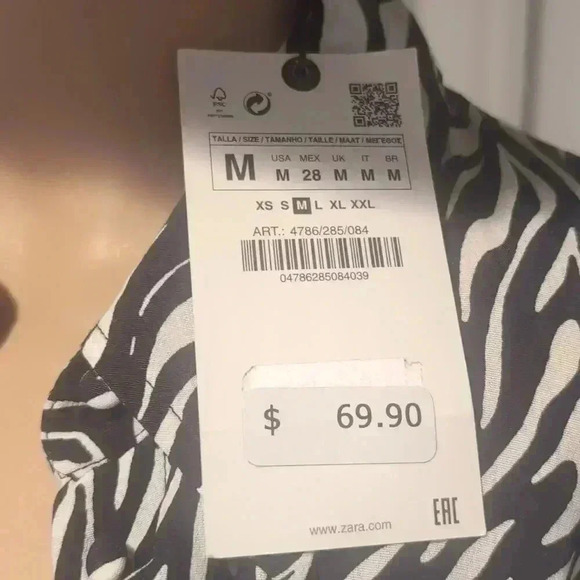 FSC
TALLA / SIZE / TAMANHO / TAILLE / MAAT / ΜΕΓΕΘΟΣ
M
USA MEX UK IT BR
M 28 M M M
XS S M L XL XXL
ART.: 4786/285/084
04786285084039
$ 69.90
www.zara.com
EAC